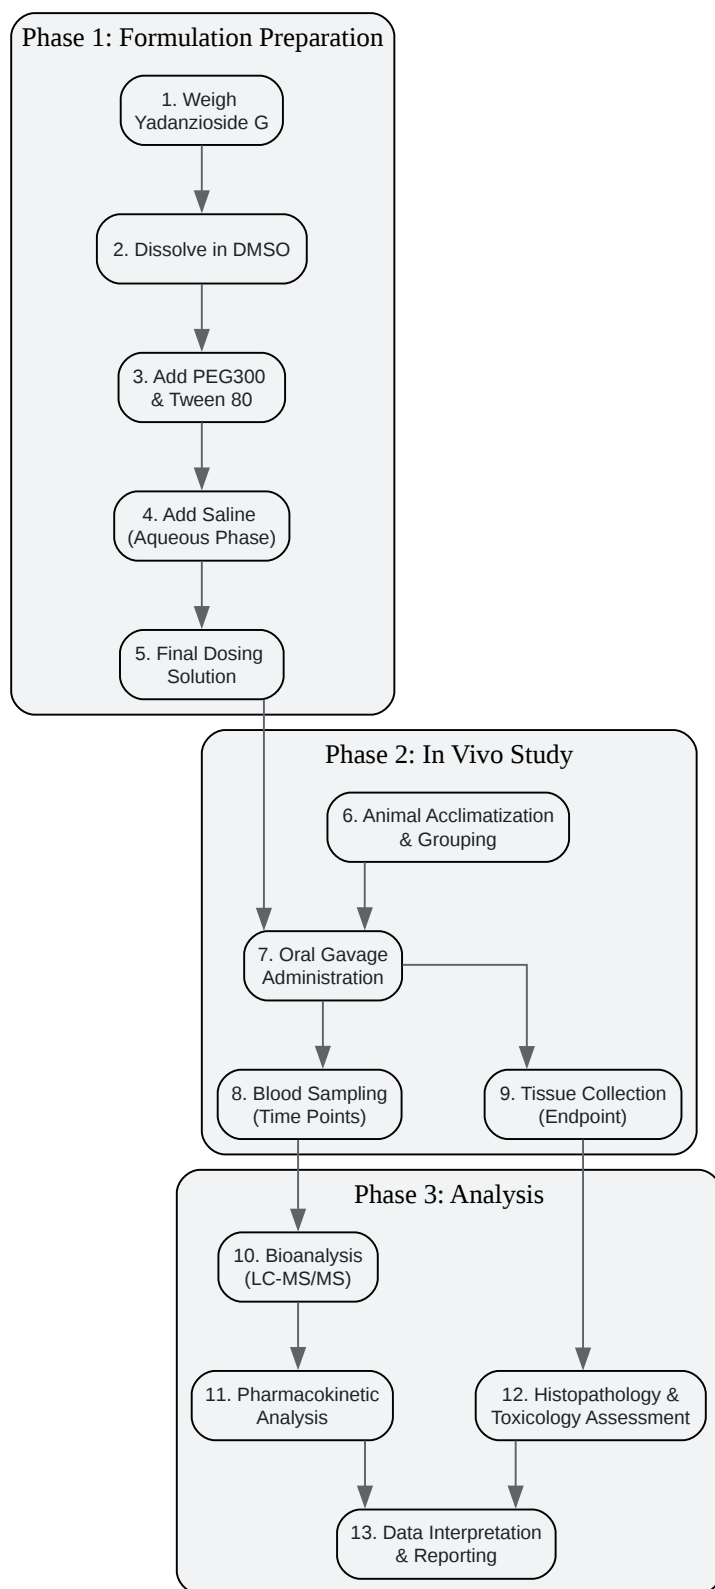 Phase 1: Formulation Preparation
1. Weigh
Yadanzioside G
2. Dissolve in DMSO
3. Add PEG300
& Tween 80
4. Add Saline
(Aqueous Phase)
5. Final Dosing
Solution
Phase 2: In Vivo Study
6. Animal Acclimatization
& Grouping
7. Oral Gavage
Administration
8. Blood Sampling
(Time Points)
9. Tissue Collection
(Endpoint)
Phase 3: Analysis
10. Bioanalysis
(LC-MS/MS)
11. Pharmacokinetic
Analysis
12. Histopathology &
Toxicology Assessment
13. Data Interpretation
& Reporting